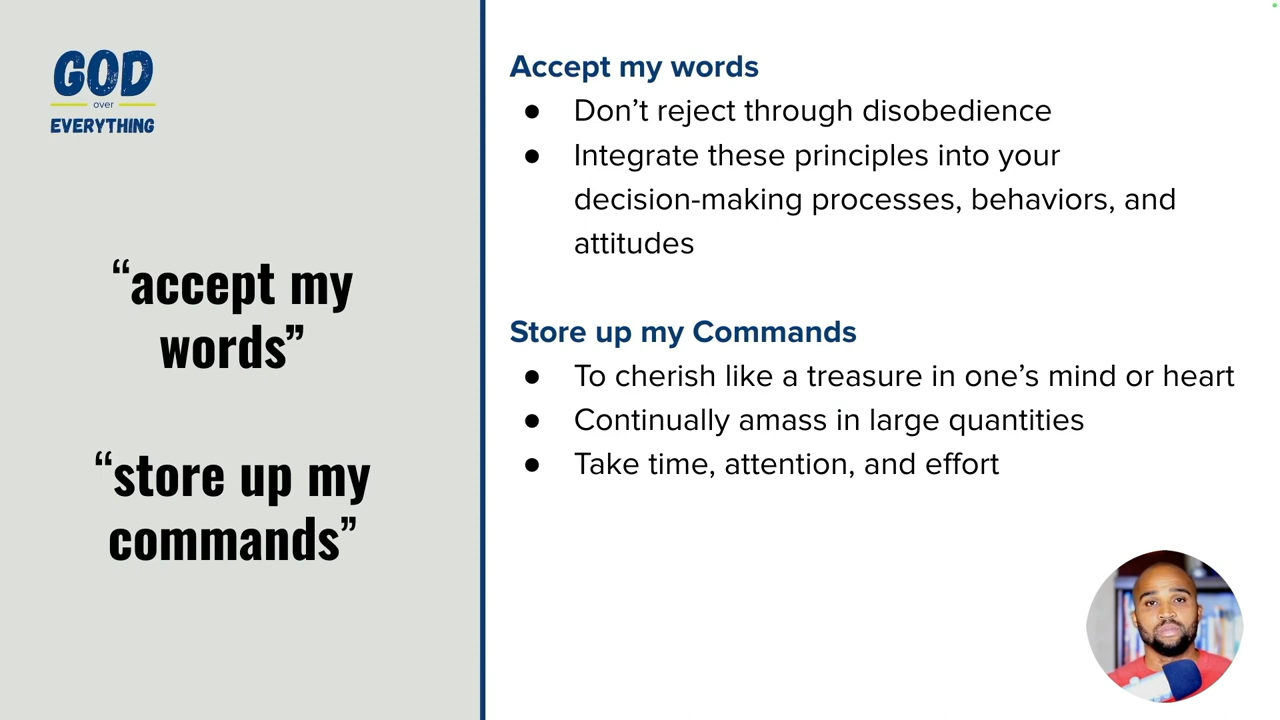 GOD
over
EVERYTHING
“accept my
words”
“store up my
commands”
Accept my words
● Don’t reject through disobedience
● Integrate these principles into your
decision-making processes, behaviors, and
attitudes
Store up my Commands
● To cherish like a treasure in one’s mind or heart
● Continually amass in large quantities
● Take time, attention, and effort